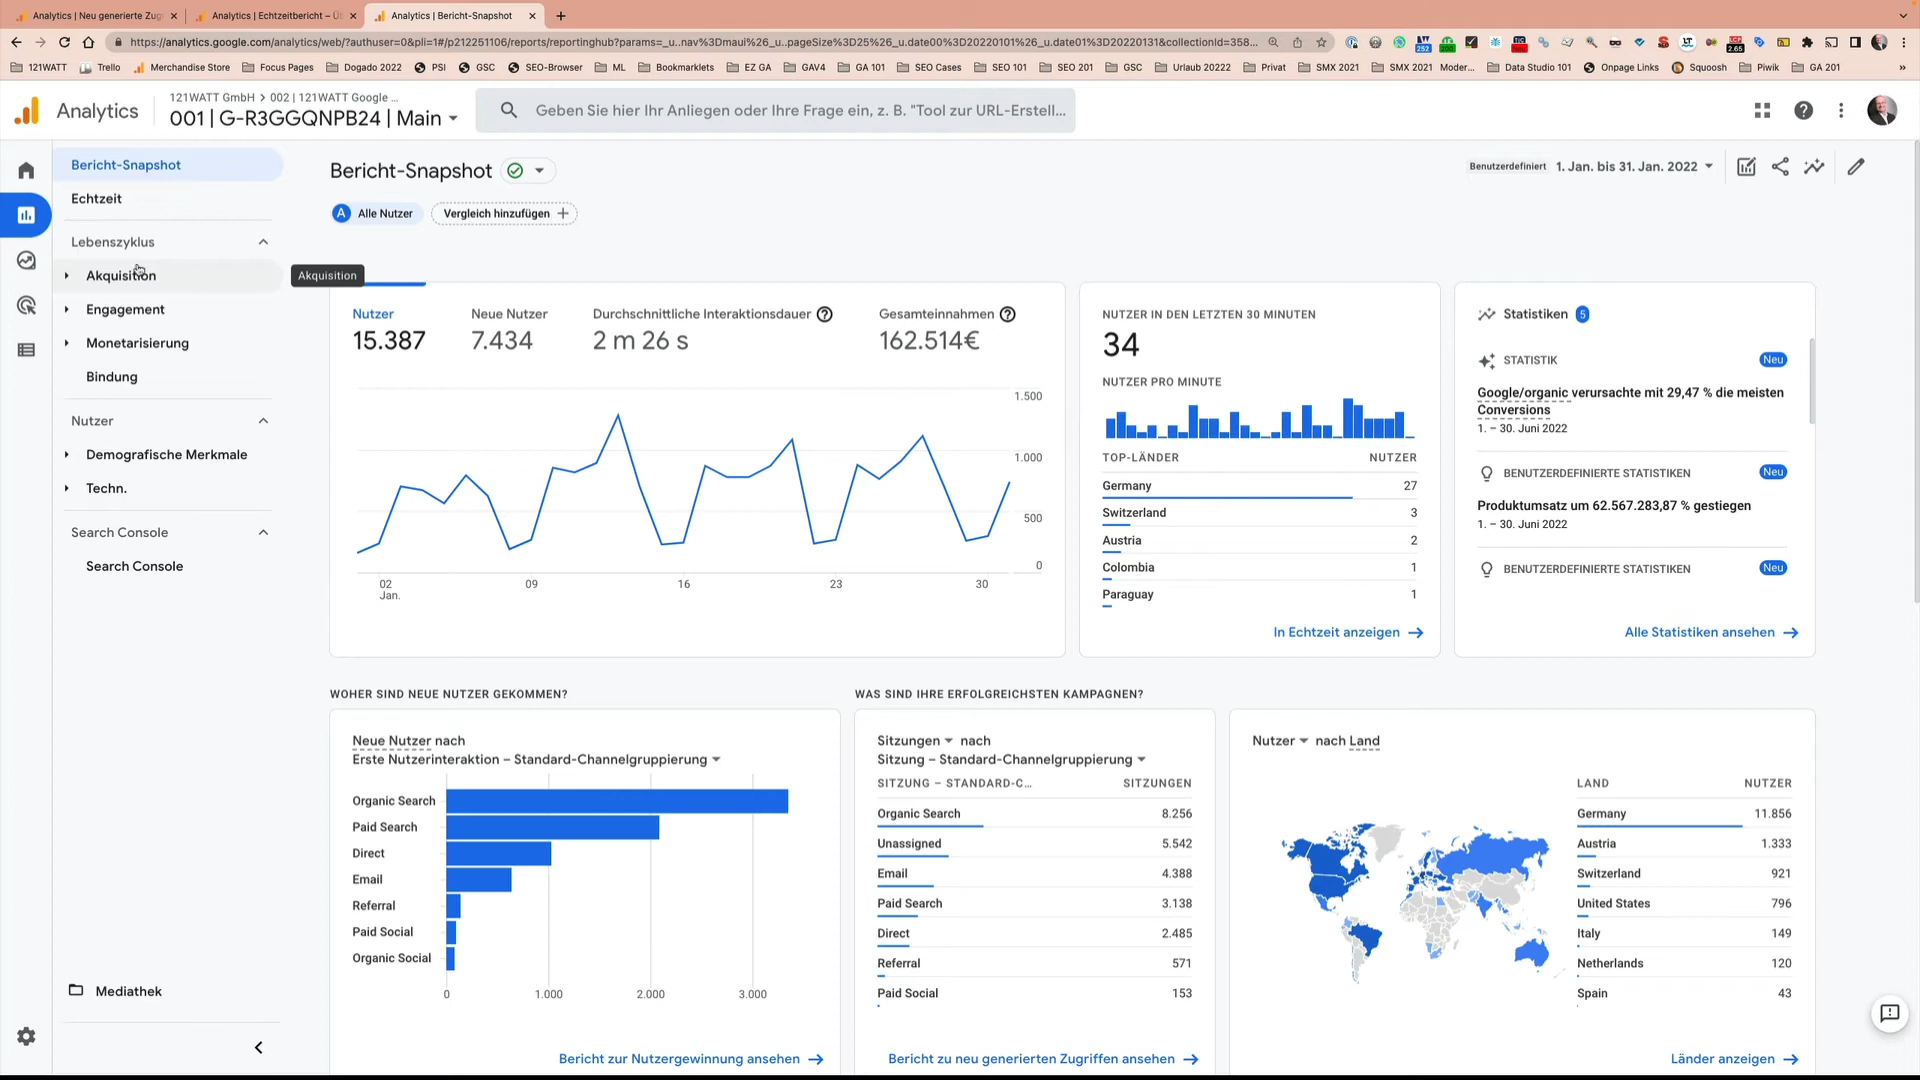 Analytics | Neu generierte Zug
Analytics | Echtzeitbericht – Üb
Analytics | Bericht-Snapshot
https://analytics.google.com/analytics/web/?authuser=0&pli=1#/p212251106/reports/reportinghub?params=_u..nav%3Dmaui%26_u..pageSize%3D25%26_u.date00%3D20220101%26_u.date01%3D20220131&collectionId=358...
121WATT
Trello
Merchandise Store
Focus Pages
Dogado 2022
PSI
GSC
SEO-Browser
ML
Bookmarklets
EZ GA
GAV4
GA 101
SEO Cases
SEO 101
SEO 201
GSC
Urlaub 20222
Privat
SMX 2021
SMX 2021
Moder...
Data Studio 101
Onpage Links
Squoosh
Piwik
GA 201
Analytics
121WATT GmbH > 002 | 121WATT Google ...
001 | G-R3GGQNPB24 | Main
Geben Sie hier Ihr Anliegen oder Ihre Frage ein, z. B. "Tool zur URL-Erstell...
Bericht-Snapshot
Echtzeit
Lebenszyklus
Akquisition
Engagement
Monetarisierung
Bindung
Nutzer
Demografische Merkmale
Techn.
Search Console
Search Console
Mediathek
Akquisition
Bericht-Snapshot
Benutzerdefiniert 1. Jan. bis 31. Jan. 2022
A Alle Nutzer
Vergleich hinzufügen
Nutzer
15.387
Neue Nutzer
7.434
Durchschnittliche Interaktionsdauer
2 m 26 s
Gesamteinnahmen
162.514€
1.500
1.000
500
0
02
Jan.
09
16
23
30
NUTZER IN DEN LETZTEN 30 MINUTEN
34
NUTZER PRO MINUTE
TOP-LÄNDER NUTZER
Germany 27
Switzerland 3
Austria 2
Colombia 1
Paraguay 1
In Echtzeit anzeigen
Statistiken 5
STATISTIK Neu
Google/organic verursachte mit 29,47 % die meisten
Conversions
1. – 30. Juni 2022
BENUTZERDEFINIERTE STATISTIKEN Neu
Produktumsatz um 62.567.283,87 % gestiegen
1. – 30. Juni 2022
BENUTZERDEFINIERTE STATISTIKEN Neu
Alle Statistiken ansehen
WOHER SIND NEUE NUTZER GEKOMMEN?
Neue Nutzer nach
Erste Nutzerinteraktion – Standard-Channelgruppierung
Organic Search
Paid Search
Direct
Email
Referral
Paid Social
Organic Social
0 1.000 2.000 3.000
Bericht zur Nutzergewinnung ansehen
WAS SIND IHRE ERFOLGREICHSTEN KAMPAGNEN?
Sitzungen nach
Sitzung – Standard-Channelgruppierung
SITZUNG – STANDARD-C... SITZUNGEN
Organic Search 8.256
Unassigned 5.542
Email 4.388
Paid Search 3.138
Direct 2.485
Referral 571
Paid Social 153
Bericht zu neu generierten Zugriffen ansehen
Nutzer nach Land
LAND NUTZER
Germany 11.856
Austria 1.333
Switzerland 921
United States 796
Italy 149
Netherlands 120
Spain 43
Länder anzeigen